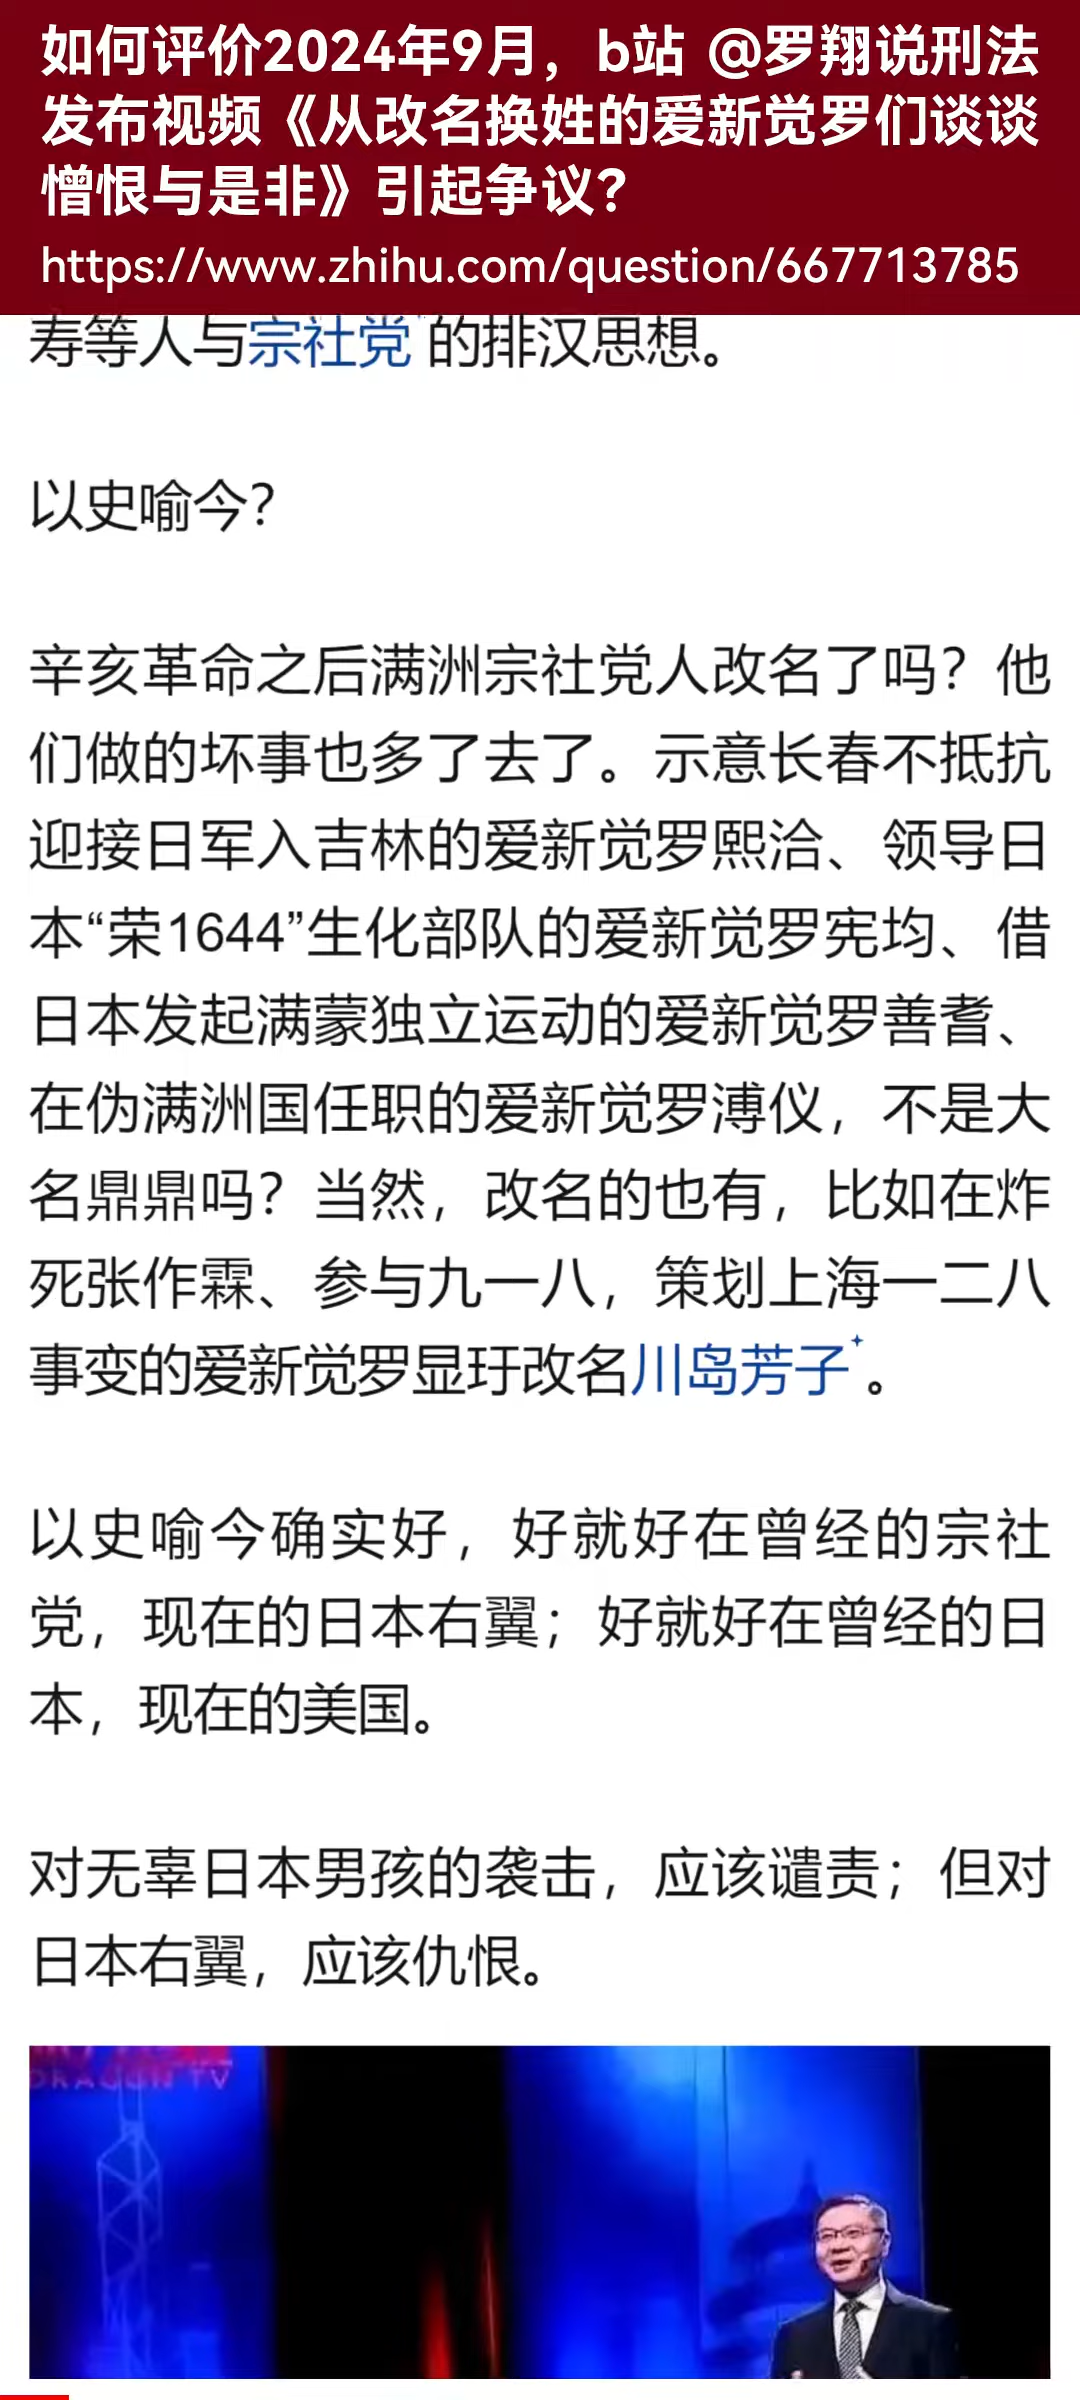 如何评价2024年9月，b站 @罗翔说刑法
发布视频《从改名换姓的爱新觉罗们谈谈
憎恨与是非》引起争议？
https://www.zhihu.com/question/667713785
寿等人与宗社党的排汉思想。
以史喻今？
辛亥革命之后满洲宗社党人改名了吗？他
们做的坏事也多了去了。示意长春不抵抗
迎接日军入吉林的爱新觉罗熙洽、领导日
本“荣1644”生化部队的爱新觉罗宪均、借
日本发起满蒙独立运动的爱新觉罗善耆、
在伪满洲国任职的爱新觉罗溥仪，不是大
名鼎鼎吗？当然，改名的也有，比如在炸
死张作霖、参与九一八，策划上海一二八
事变的爱新觉罗显玗改名川岛芳子。
以史喻今确实好，好就好在曾经的宗社
党，现在的日本右翼；好就好在曾经的日
本，现在的美国。
对无辜日本男孩的袭击，应该谴责；但对
日本右翼，应该仇恨。
DRAGON TV